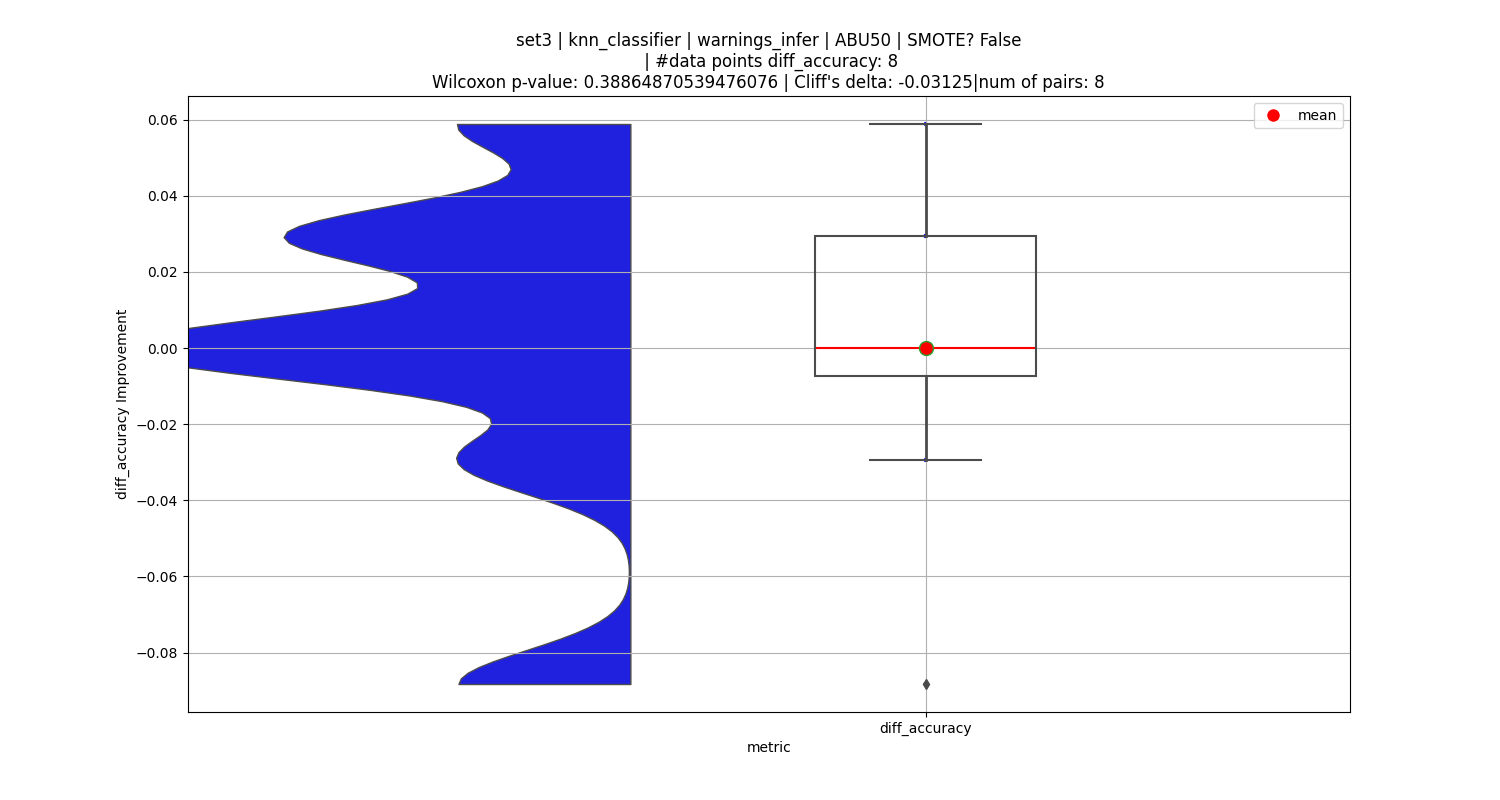 set3 | knn_classifier | warnings_infer | ABU50 | SMOTE? False
| #data points diff_accuracy: 8
Wilcoxon p-value: 0.38864870539476076 | Cliff's delta: -0.03125|num of pairs: 8
mean
0.06
0.04
0.02
0.00
−0.02
−0.04
−0.06
−0.08
diff_accuracy Improvement
diff_accuracy
metric